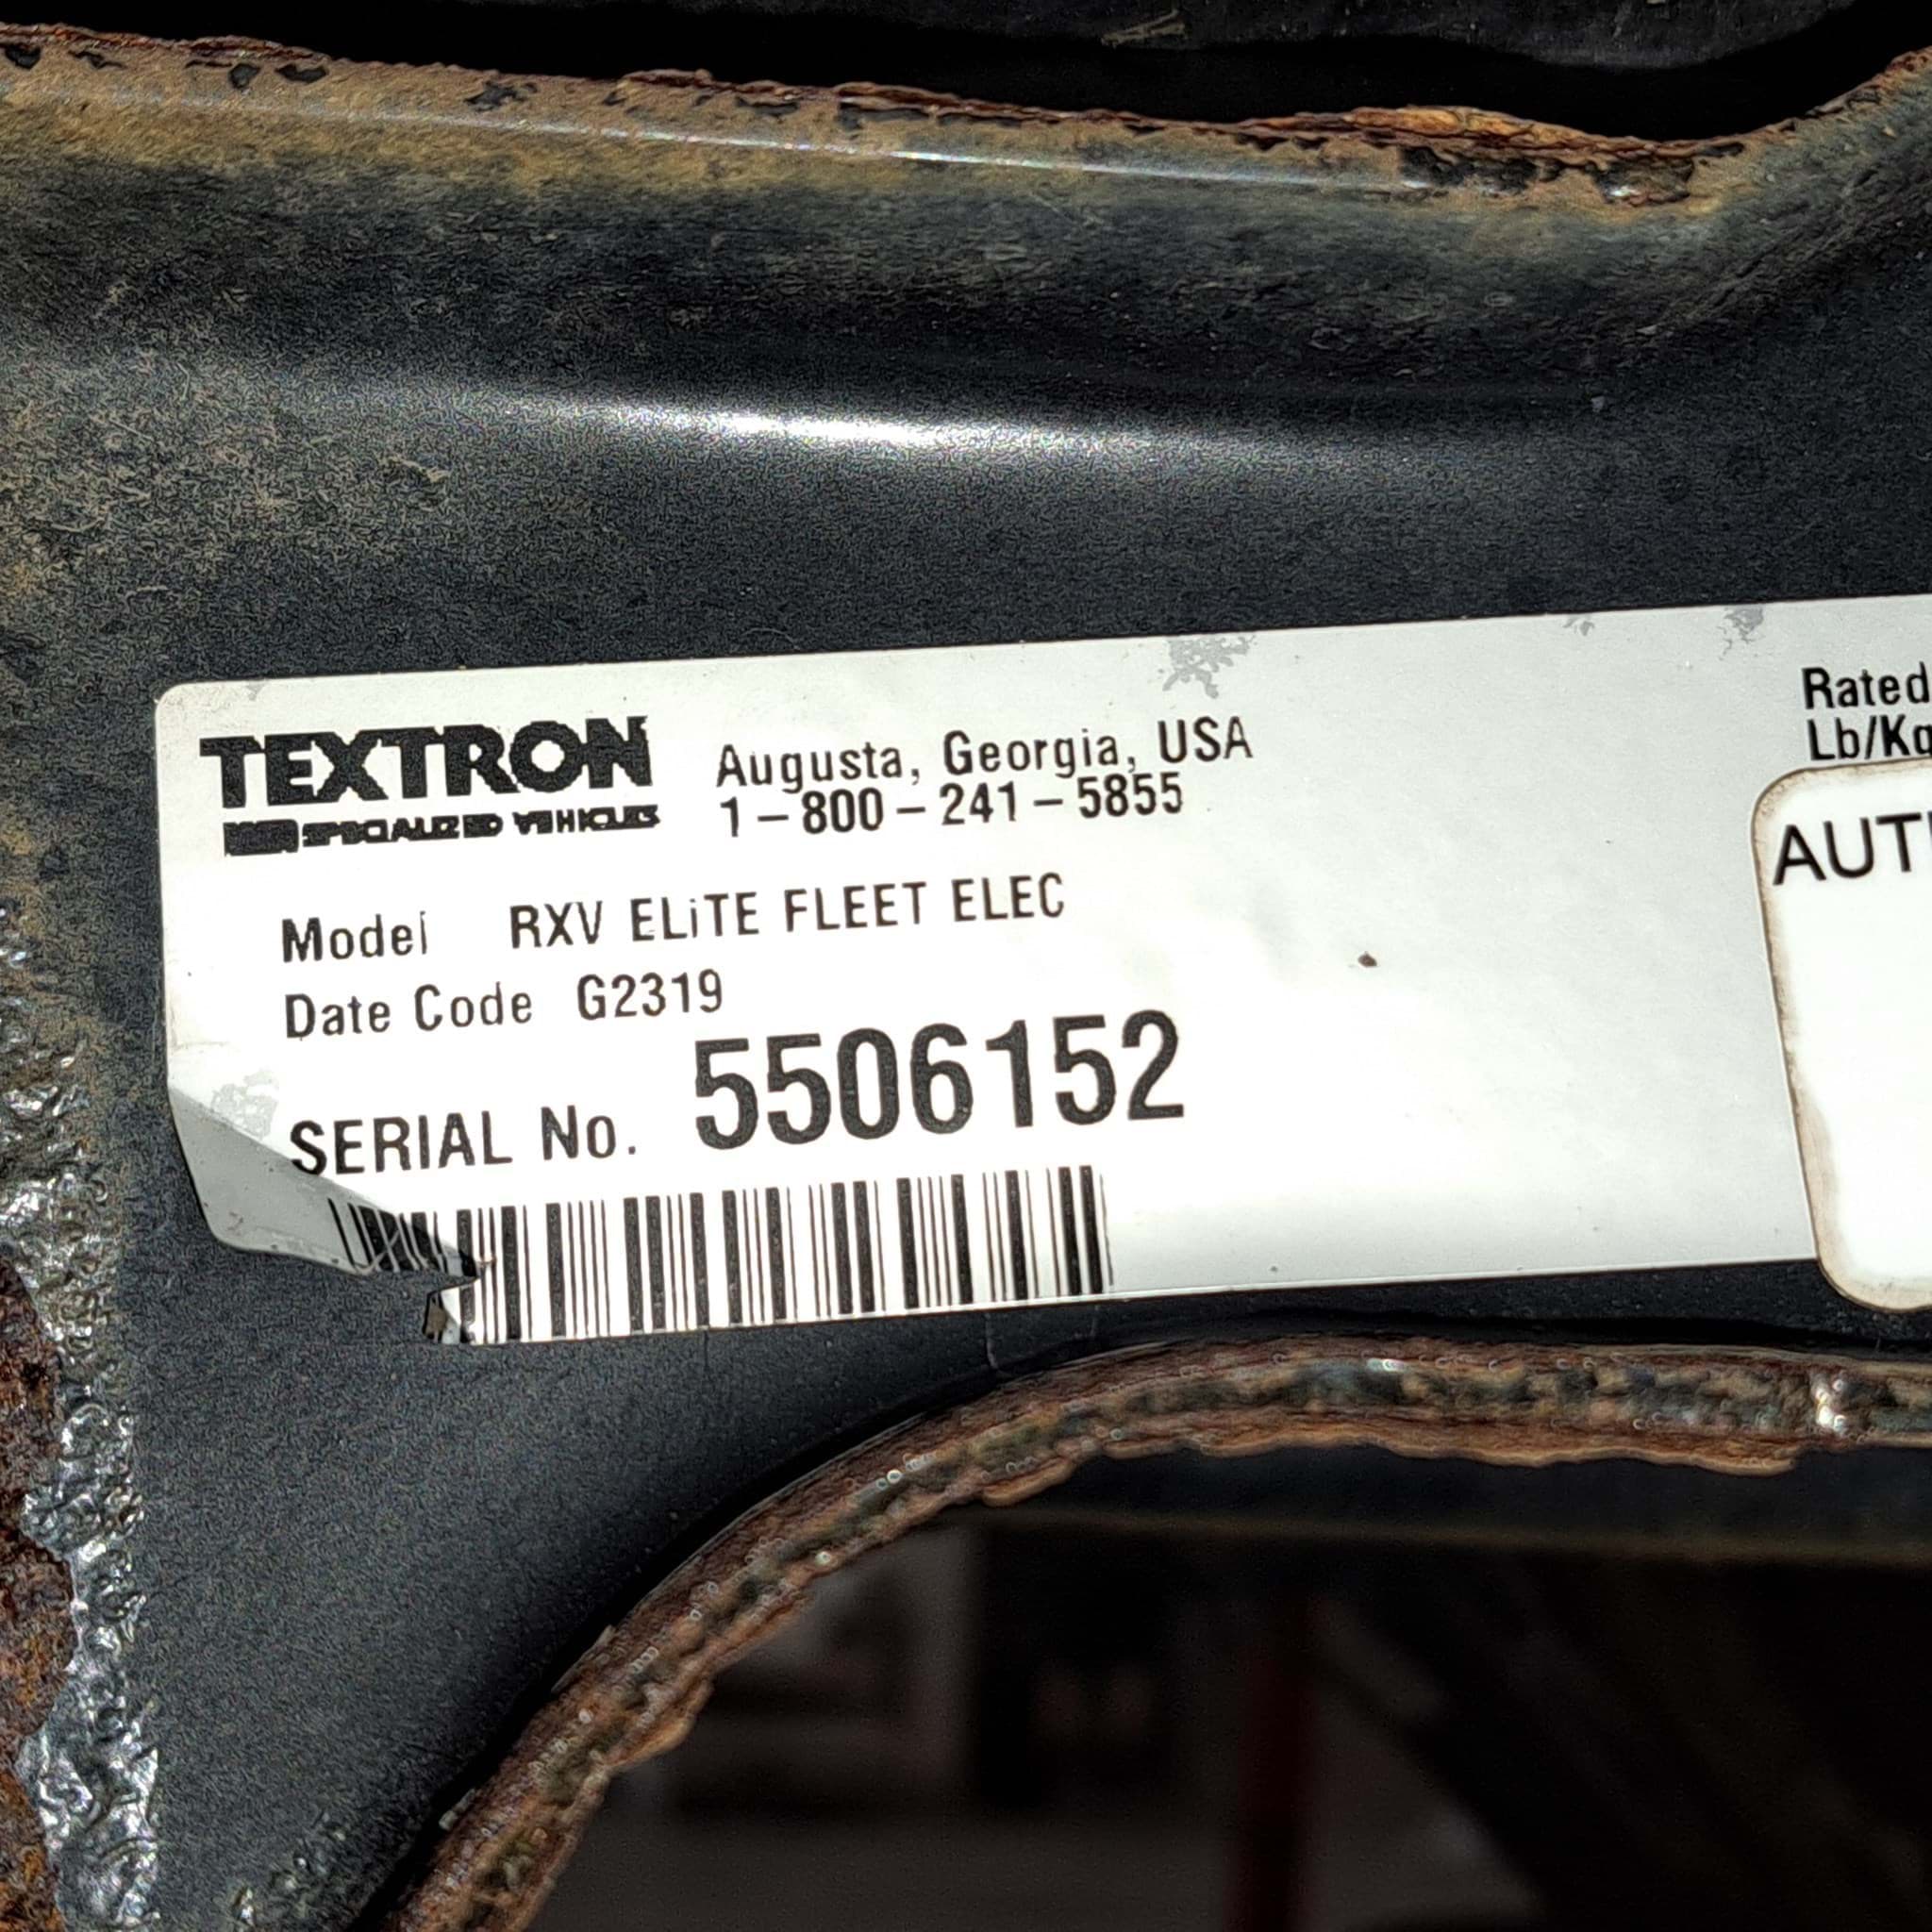 TEXTRON
SPECIALIZED VEHICLES
Augusta, Georgia, USA
1-800-241-5855
Model RXV ELiTE FLEET ELEC
Date Code G2319
SERIAL No. 5506152
Rated
Lb/Kg
AUT